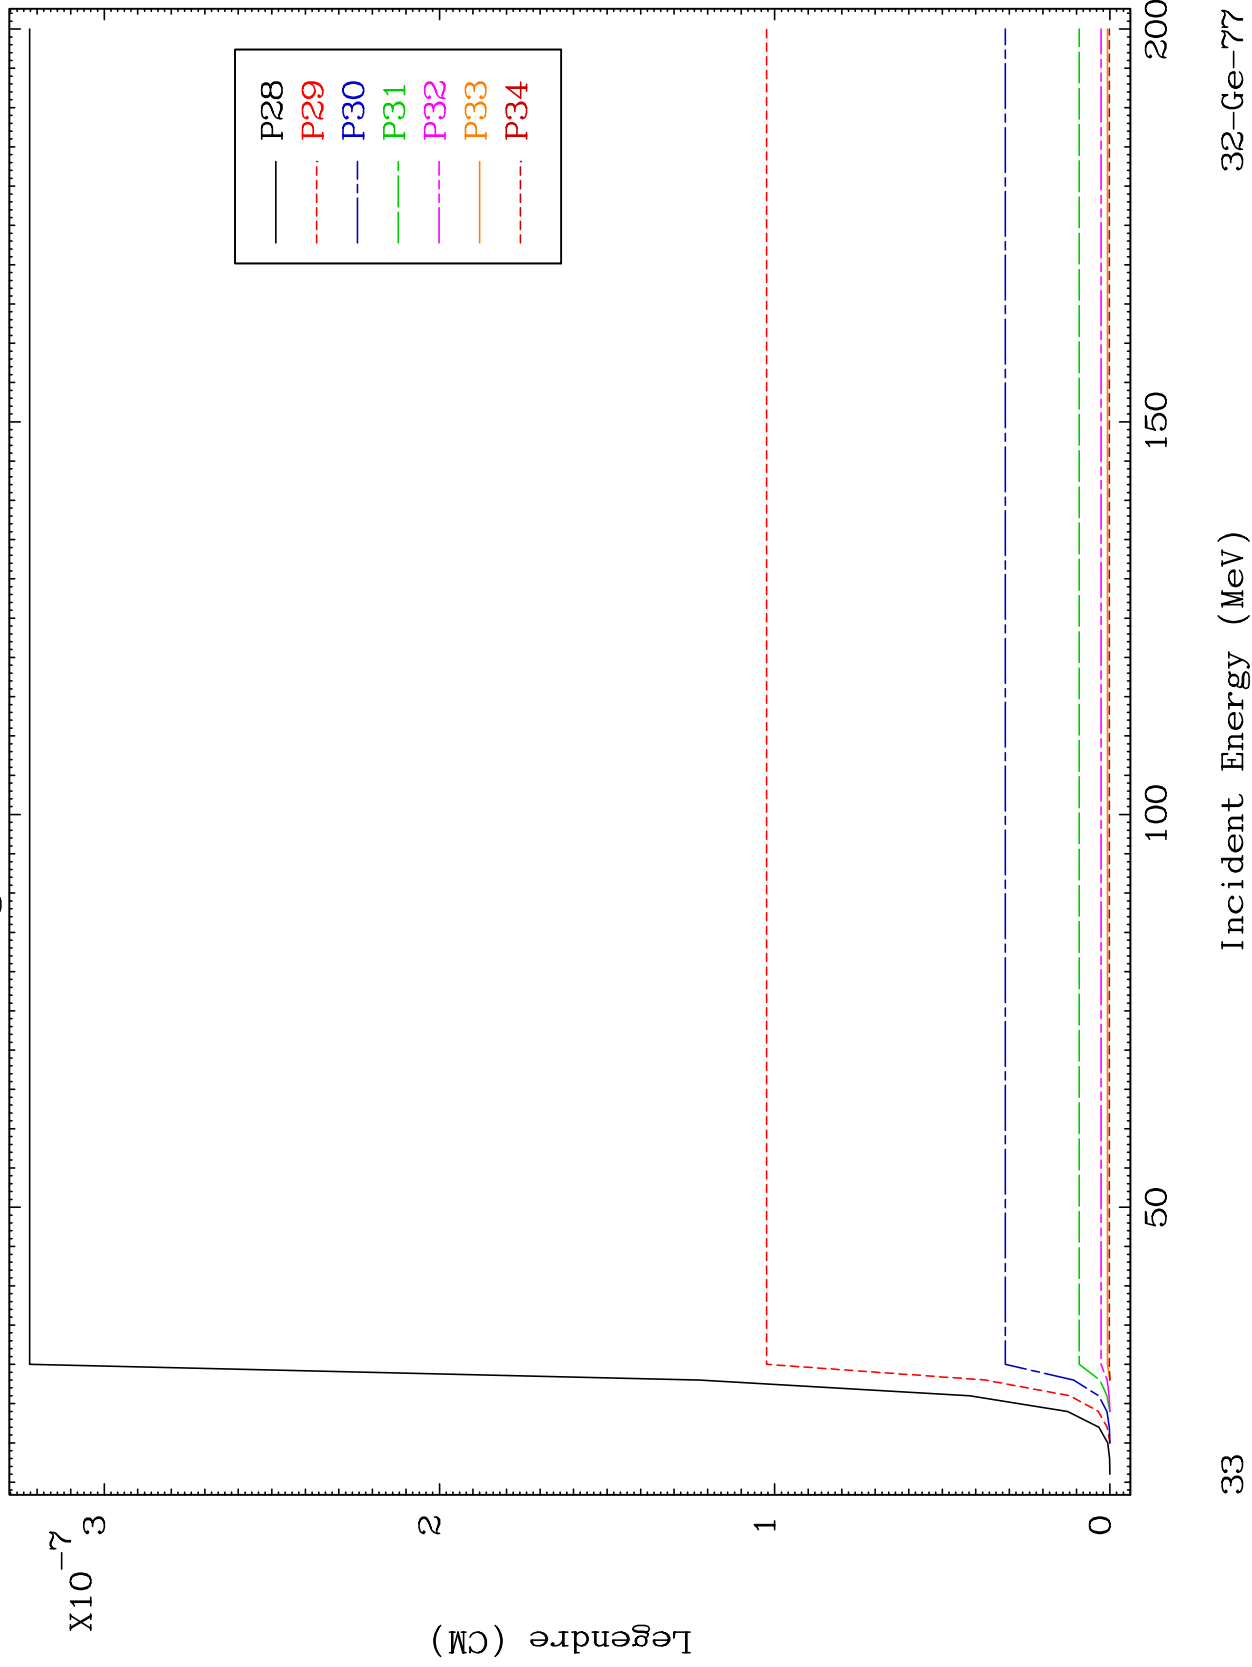 X10-7
3
2
1
0
Legendre (CM)
P28
P29
P30
P31
P32
P33
P34
50
100
150
200
Incident Energy (MeV)
33
32-Ge-77